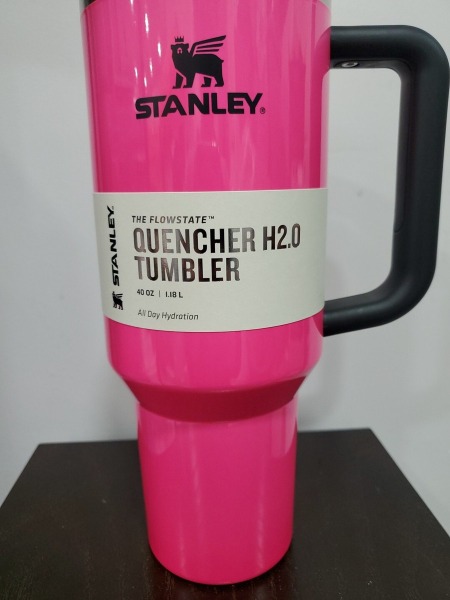 STANLEY®
STANLEY
THE FLOWSTATE™
QUENCHER H2.0
TUMBLER
40 OZ | 1.18 L
All Day Hydration